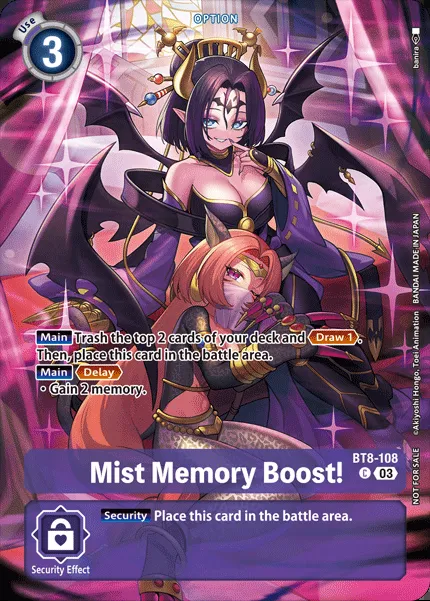 OPTION
Use
3
banira
Main Trash the top 2 cards of your deck and Draw 1.
Then, place this card in the battle area.
Main Delay
・Gain 2 memory.
©Akiyoshi Hongo, Toei Animation BANDAI MADE IN JAPAN
NOT FOR SALE
BT8-108
Mist Memory Boost!
C 03
Security Place this card in the battle area.
Security Effect